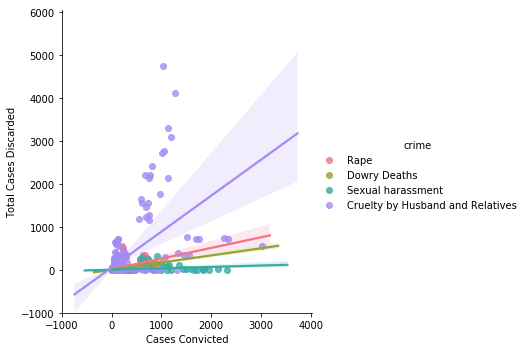 6000
5000
4000
3000
2000
1000
0
−1000
−1000
0
1000
2000
3000
4000
Total Cases Discarded
Cases Convicted
crime
Rape
Dowry Deaths
Sexual harassment
Cruelty by Husband and Relatives